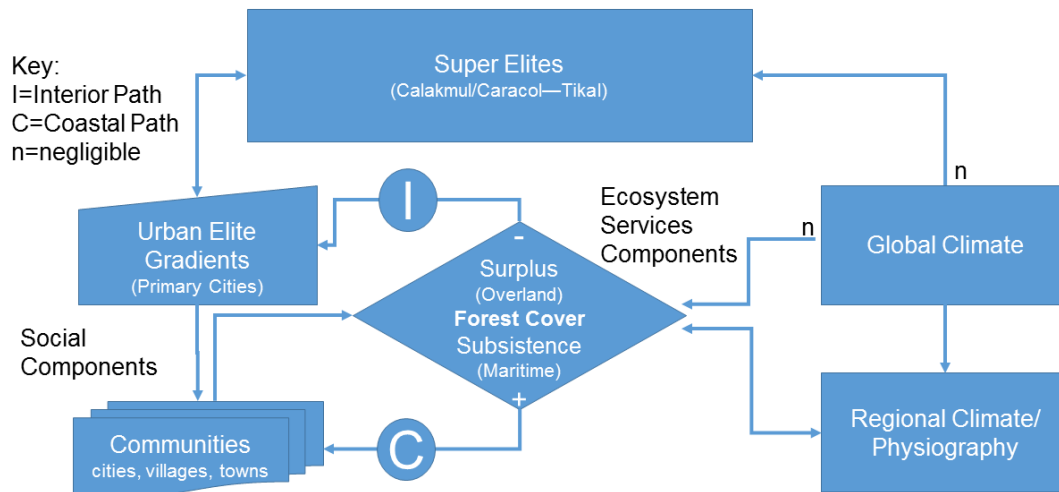 Key:
I=Interior Path
C=Coastal Path
n=negligible
Super Elites
(Calakmul/Caracol—Tikal)
n
I
Urban Elite
Gradients
(Primary Cities)
Ecosystem
Services
Components
n
Global Climate
-
Surplus
(Overland)
Forest Cover
Subsistence
(Maritime)
+
Social
Components
Communities
cities, villages, towns
C
Regional Climate/
Physiography